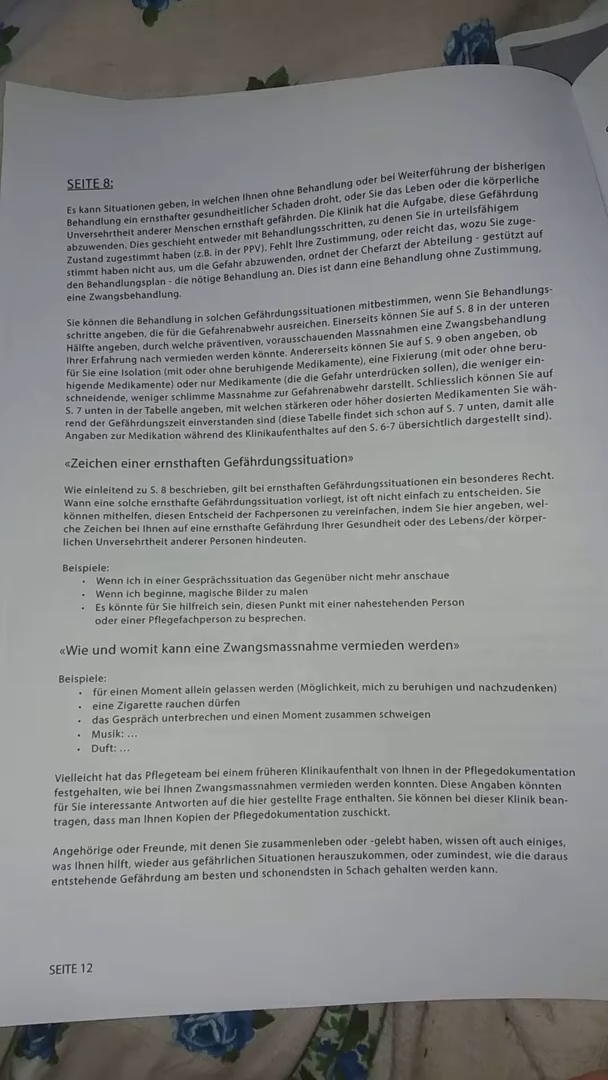 SEITE 8:
Es kann Situationen geben, in welchen Ihnen ohne Behandlung oder bei Weiterführung der bisherigen
Behandlung ein ernsthafter gesundheitlicher Schaden droht, oder Sie das Leben oder die körperliche
Unversehrtheit anderer Menschen ernsthaft gefährden. Die Klinik hat die Aufgabe, diese Gefährdung
abzuwenden. Dies geschieht entweder mit Behandlungsschritten, zu denen Sie in urteilsfähigem
Zustand zugestimmt haben (z.B. in der PPV). Fehlt Ihre Zustimmung, oder reicht das, wozu Sie zuge-
stimmt haben nicht aus, um die Gefahr abzuwenden, ordnet der Chefarzt der Abteilung - gestützt auf
den Behandlungsplan - die nötige Behandlung an. Dies ist dann eine Behandlung ohne Zustimmung,
eine Zwangsbehandlung.
Sie können die Behandlung in solchen Gefährdungssituationen mitbestimmen, wenn Sie Behandlungs-
schritte angeben, die für die Gefahrenabwehr ausreichen. Einerseits können Sie auf S. 8 in der unteren
Hälfte angeben, durch welche präventiven, vorausschauenden Massnahmen eine Zwangsbehandlung
Ihrer Erfahrung nach vermieden werden könnte. Andererseits können Sie auf S. 9 oben angeben, ob
für Sie eine Isolation (mit oder ohne beruhigende Medikamente), eine Fixierung (mit oder ohne beru-
higende Medikamente) oder nur Medikamente (die die Gefahr unterdrücken sollen), die weniger ein-
schneidende, weniger schlimme Massnahme zur Gefahrenabwehr darstellt. Schliesslich können Sie auf
S. 7 unten in der Tabelle angeben, mit welchen stärkeren oder höher dosierten Medikamenten Sie wäh-
rend der Gefährdungszeit einverstanden sind (diese Tabelle findet sich schon auf S. 7 unten, damit alle
Angaben zur Medikation während des Klinikaufenthaltes auf den S. 6-7 übersichtlich dargestellt sind).
«Zeichen einer ernsthaften Gefährdungssituation»
Wie einleitend zu S. 8 beschrieben, gilt bei ernsthaften Gefährdungssituationen ein besonderes Recht.
Wann eine solche ernsthafte Gefährdungssituation vorliegt, ist oft nicht einfach zu entscheiden. Sie
können mithelfen, diesen Entscheid der Fachpersonen zu vereinfachen, indem Sie hier angeben, wel-
che Zeichen bei Ihnen auf eine ernsthafte Gefährdung Ihrer Gesundheit oder des Lebens/der körper-
lichen Unversehrtheit anderer Personen hindeuten.
Beispiele:
• Wenn ich in einer Gesprächssituation das Gegenüber nicht mehr anschaue
• Wenn ich beginne, magische Bilder zu malen
• Es könnte für Sie hilfreich sein, diesen Punkt mit einer nahestehenden Person
oder einer Pflegefachperson zu besprechen.
«Wie und womit kann eine Zwangsmassnahme vermieden werden»
Beispiele:
• für einen Moment allein gelassen werden (Möglichkeit, mich zu beruhigen und nachzudenken)
• eine Zigarette rauchen dürfen
• das Gespräch unterbrechen und einen Moment zusammen schweigen
• Musik: ...
• Duft: ...
Vielleicht hat das Pflegeteam bei einem früheren Klinikaufenthalt von Ihnen in der Pflegedokumentation
festgehalten, wie bei Ihnen Zwangsmassnahmen vermieden werden konnten. Diese Angaben könnten
für Sie interessante Antworten auf die hier gestellte Frage enthalten. Sie können bei dieser Klinik bean-
tragen, dass man Ihnen Kopien der Pflegedokumentation zuschickt.
Angehörige oder Freunde, mit denen Sie zusammenleben oder -gelebt haben, wissen oft auch einiges,
was Ihnen hilft, wieder aus gefährlichen Situationen herauszukommen, oder zumindest, wie die daraus
entstehende Gefährdung am besten und schonendsten in Schach gehalten werden kann.
SEITE 12